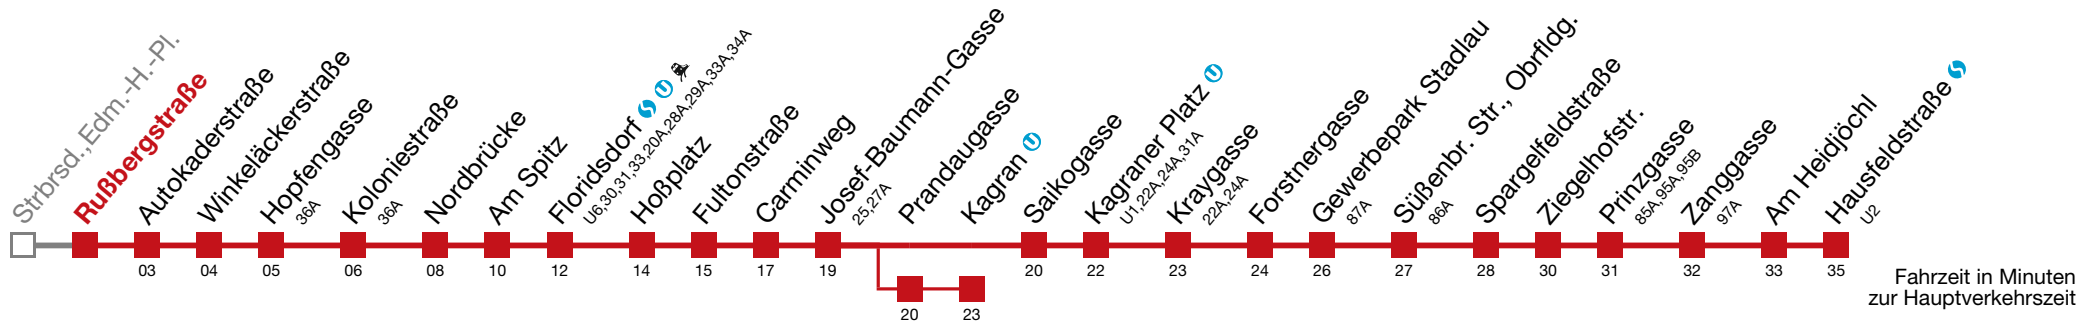 Strbrsd., Edm.-H.-Pl.
Rußbergstraße
Autokaderstraße
03
Winkeläckerstraße
04
Hopfengasse
36A
05
Koloniestraße
36A
06
Nordbrücke
08
Am Spitz
10
Floridsdorf S U
U6,30,31,33,20A,28A,29A,33A,34A
12
Hoßplatz
14
Fultonstraße
15
Carminweg
17
Josef-Baumann-Gasse
25,27A
19
Prandaugasse
20
Kagran U
23
Saikogasse
20
Kagraner Platz U
U1,22A,24A,31A
22
Kraygasse
22A,24A
23
Forstnergasse
24
Gewerbepark Stadlau
87A
26
Süßenbr. Str., Obrfldg.
86A
27
Spargelfeldstraße
28
Ziegelhofstr.
30
Prinzgasse
85A,95A,95B
31
Zanggasse
97A
32
Am Heidjöchl
33
Hausfeldstraße S
U2
35
Fahrzeit in Minuten
zur Hauptverkehrszeit